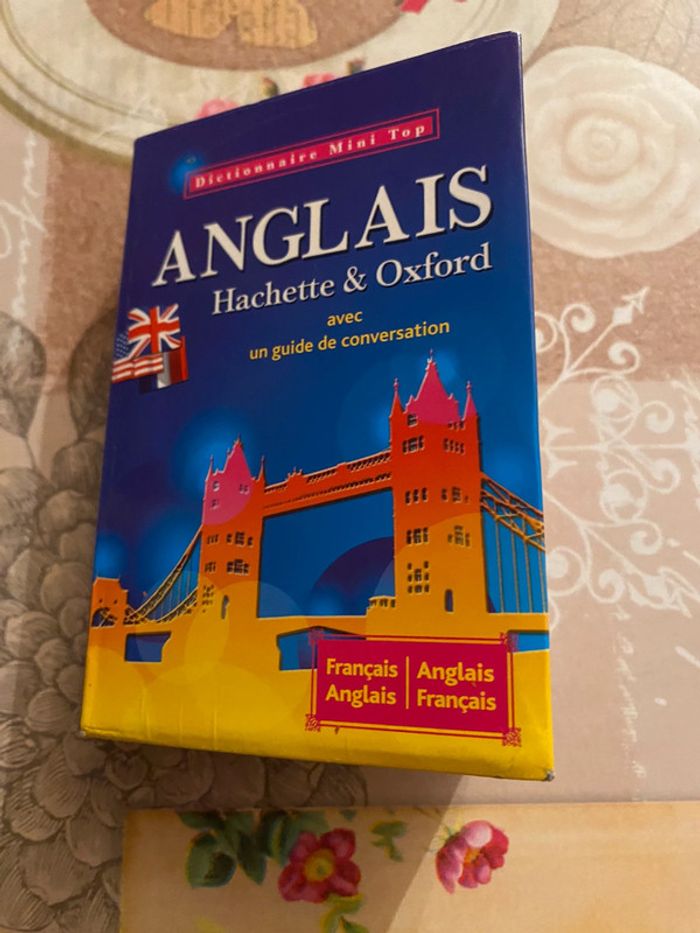 Dictionnaire Mini Top
ANGLAIS
Hachette & Oxford
avec
un guide de conversation
Français | Anglais
Anglais | Français